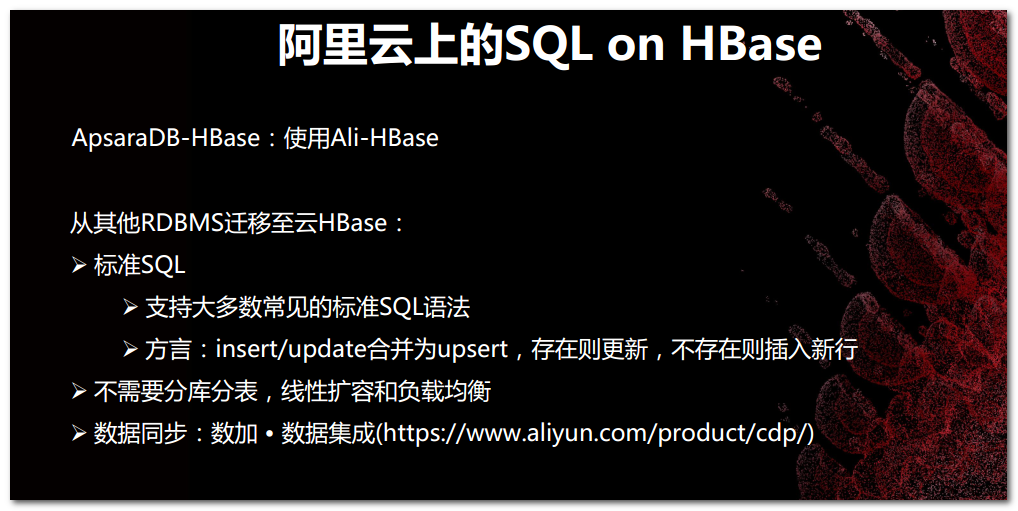 阿里云上的SQL on HBase
ApsaraDB-HBase：使用Ali-HBase
从其他RDBMS迁移至云HBase：
➢ 标准SQL
➢ 支持大多数常见的标准SQL语法
➢ 方言：insert/update合并为upsert，存在则更新，不存在则插入新行
➢ 不需要分库分表，线性扩容和负载均衡
➢ 数据同步：数加 • 数据集成(https://www.aliyun.com/product/cdp/)